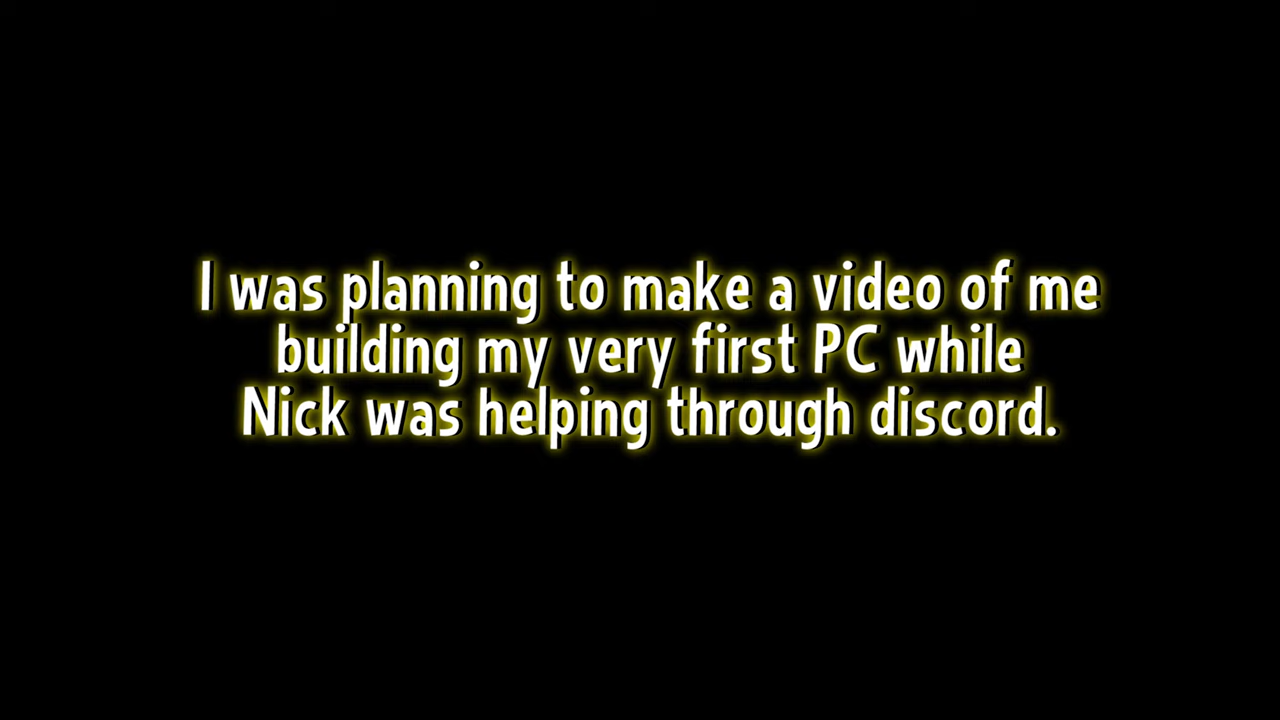 I was planning to make a video of me
building my very first PC while
Nick was helping through discord.